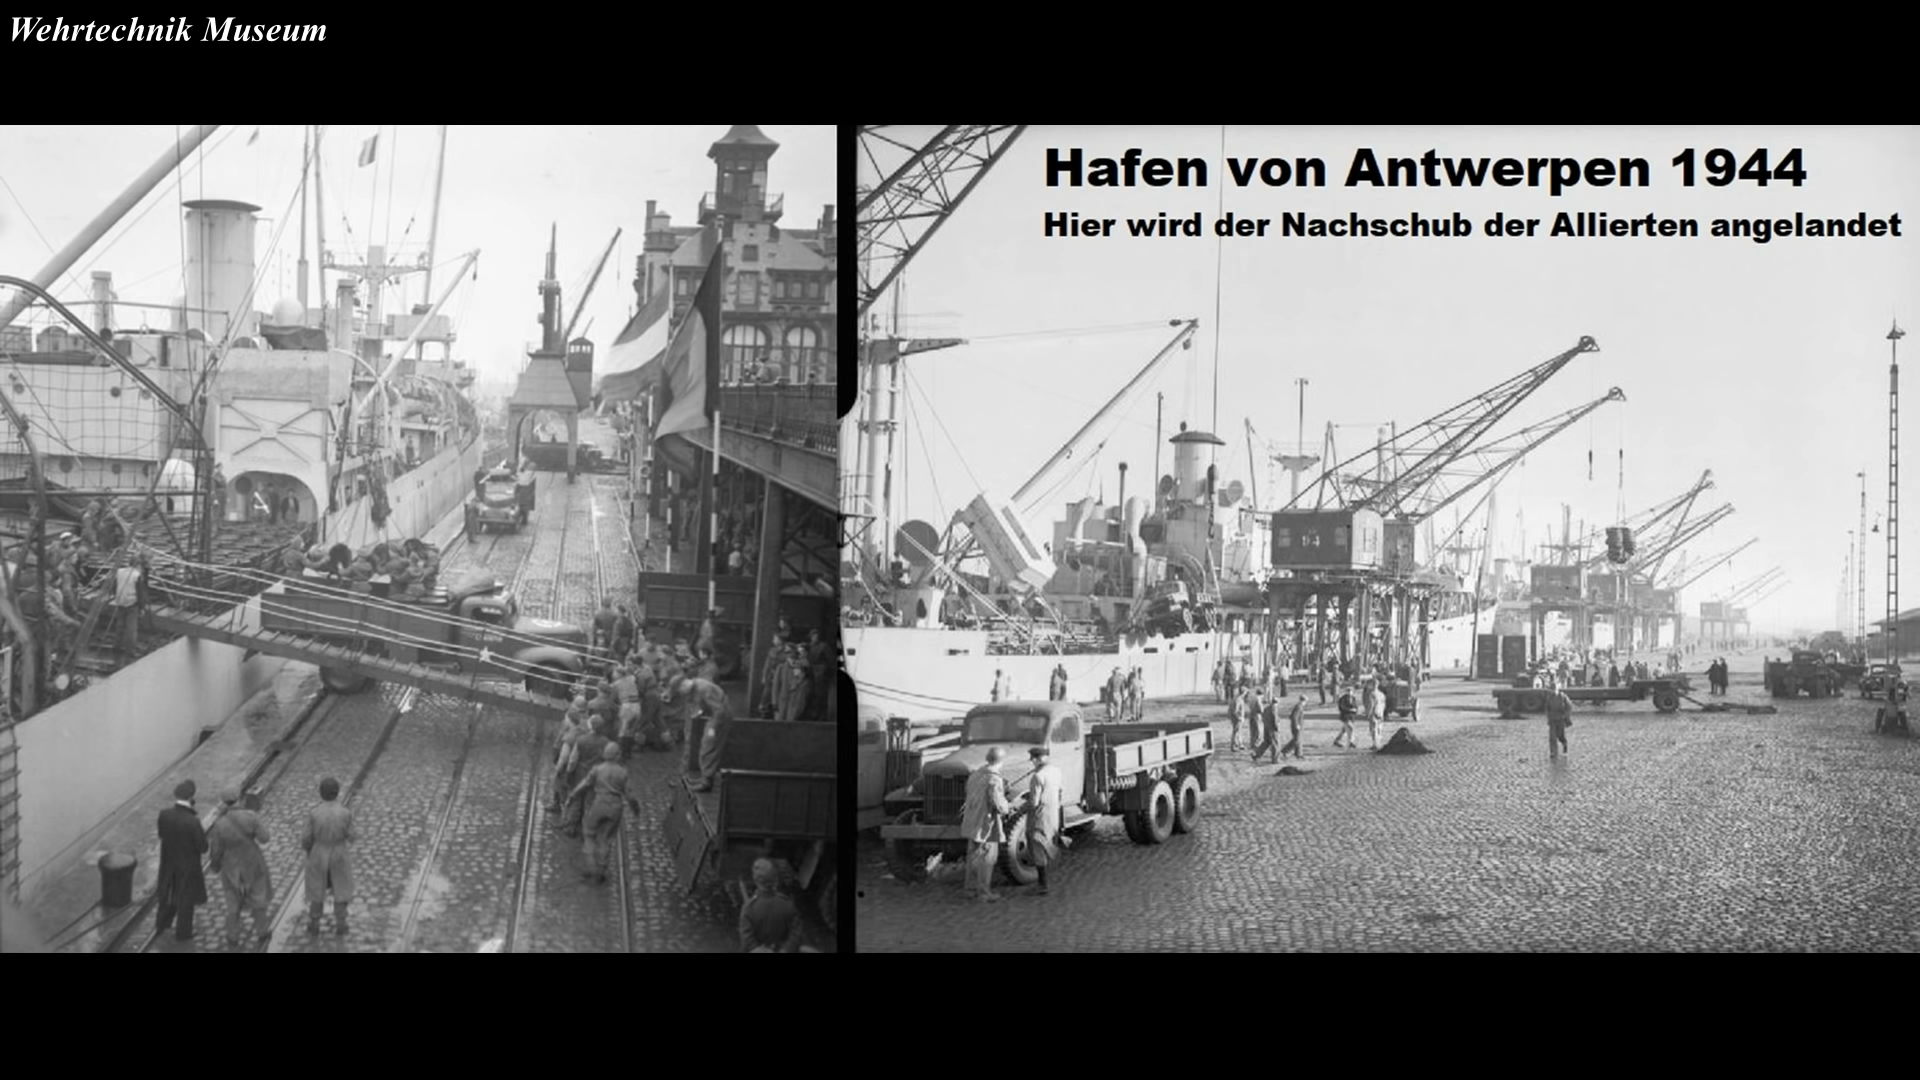 Wehrtechnik Museum
Hafen von Antwerpen 1944
Hier wird der Nachschub der Allierten angelandet